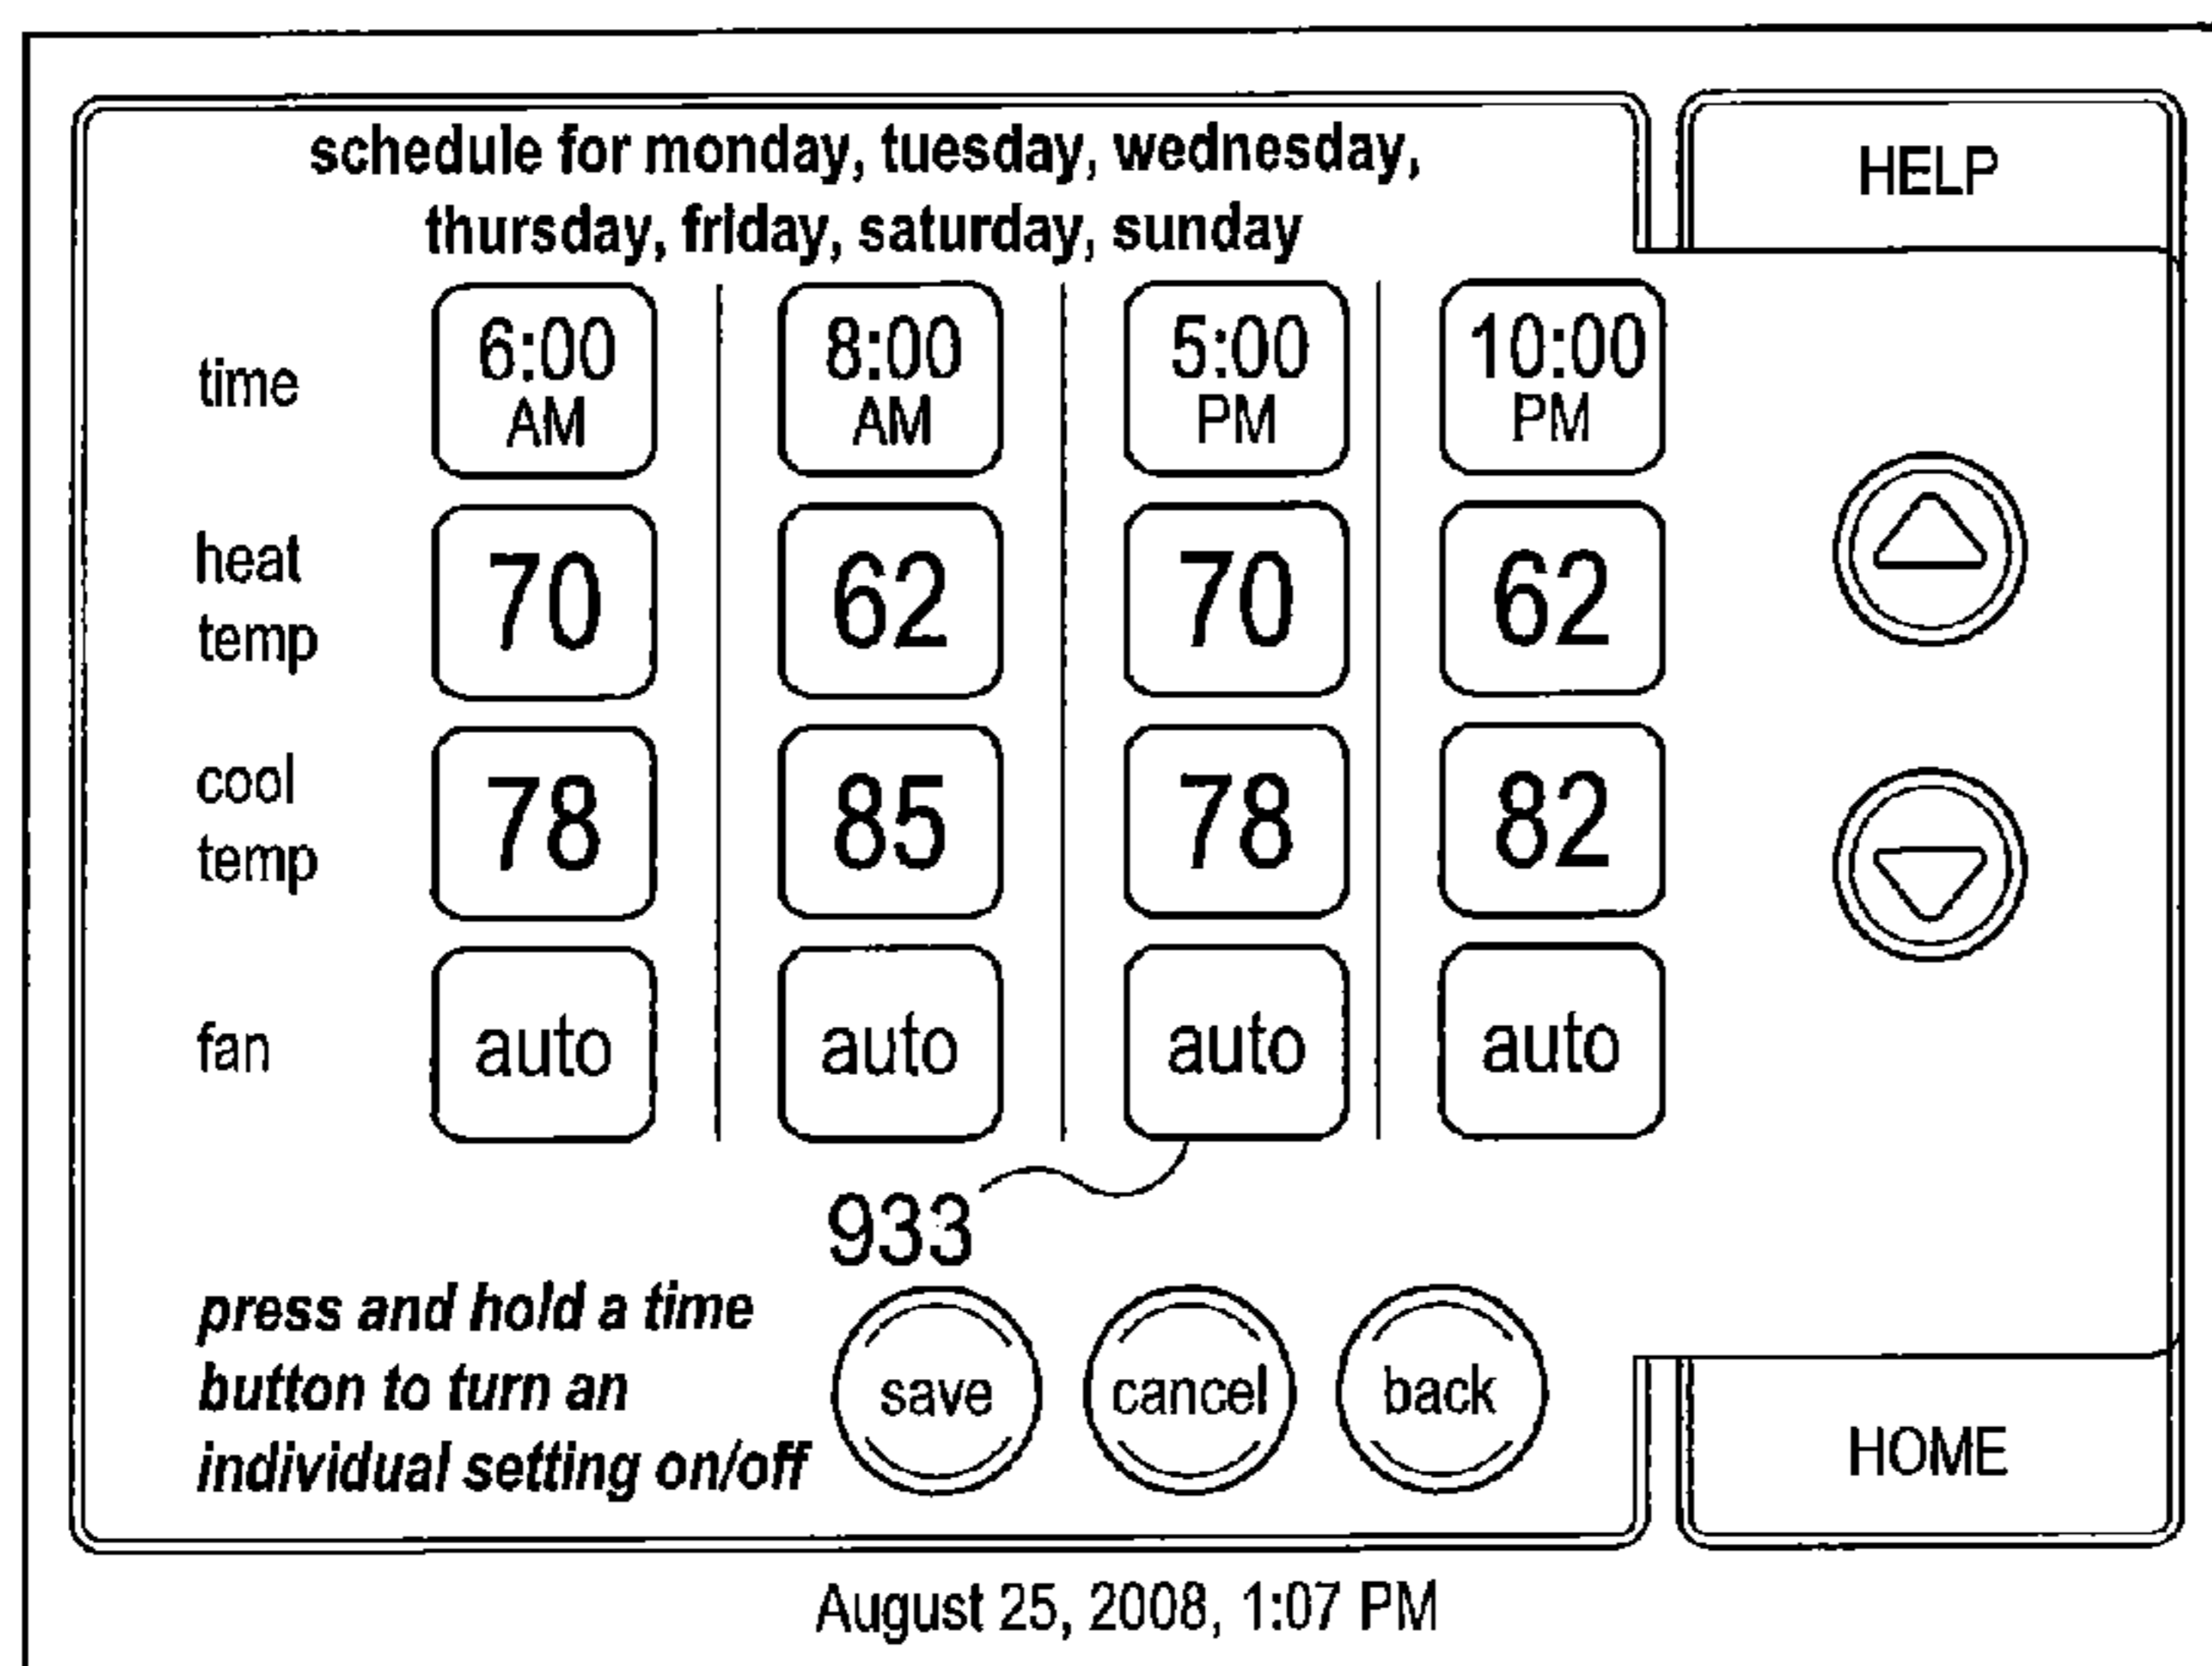 schedule for monday, tuesday, wednesday,
thursday, friday, saturday, sunday
HELP
time
6:00
AM
8:00
AM
5:00
PM
10:00
PM
heat
temp
70
62
70
62
cool
temp
78
85
78
82
fan
auto
auto
auto
auto
933
press and hold a time
button to turn an
individual setting on/off
save
cancel
back
HOME
August 25, 2008, 1:07 PM